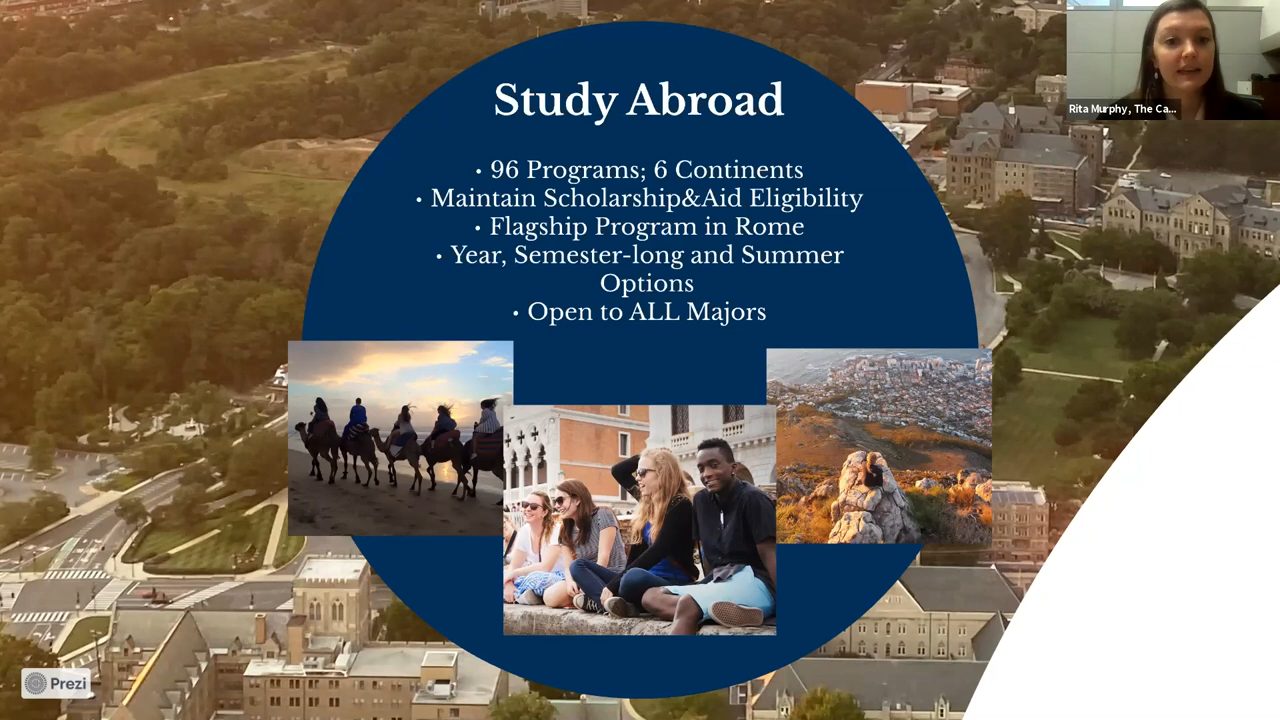 Study Abroad
• 96 Programs; 6 Continents
• Maintain Scholarship&Aid Eligibility
• Flagship Program in Rome
• Year, Semester-long and Summer
Options
• Open to ALL Majors
Rita Murphy, The Ca...
Prezi